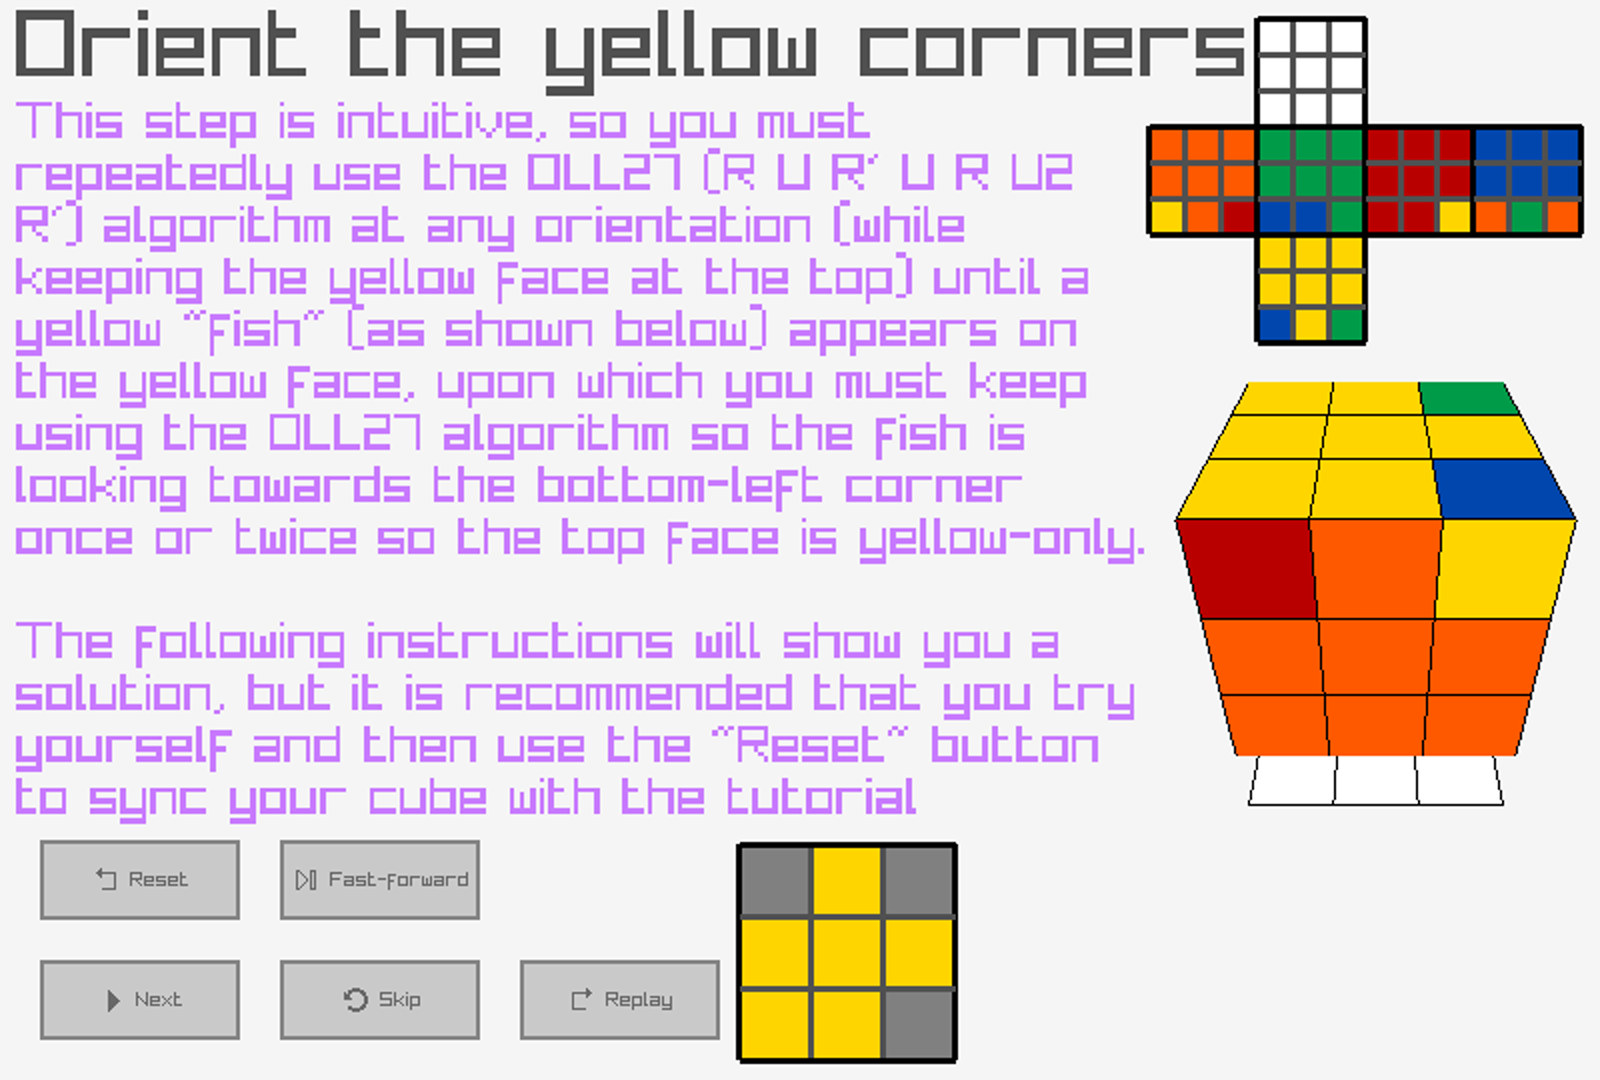 Orient the yellow corners
This step is intuitive, so you must
repeatedly use the OLL27 (R U R' U R U2
R') algorithm at any orientation (while
keeping the yellow face at the top) until a
yellow "fish" (as shown below) appears on
the yellow face, upon which you must keep
using the OLL27 algorithm so the fish is
looking towards the bottom-left corner
once or twice so the top face is yellow-only.
The following instructions will show you a
solution, but it is recommended that you try
yourself and then use the "Reset" button
to sync your cube with the tutorial
Reset
Fast-forward
Next
Skip
Replay